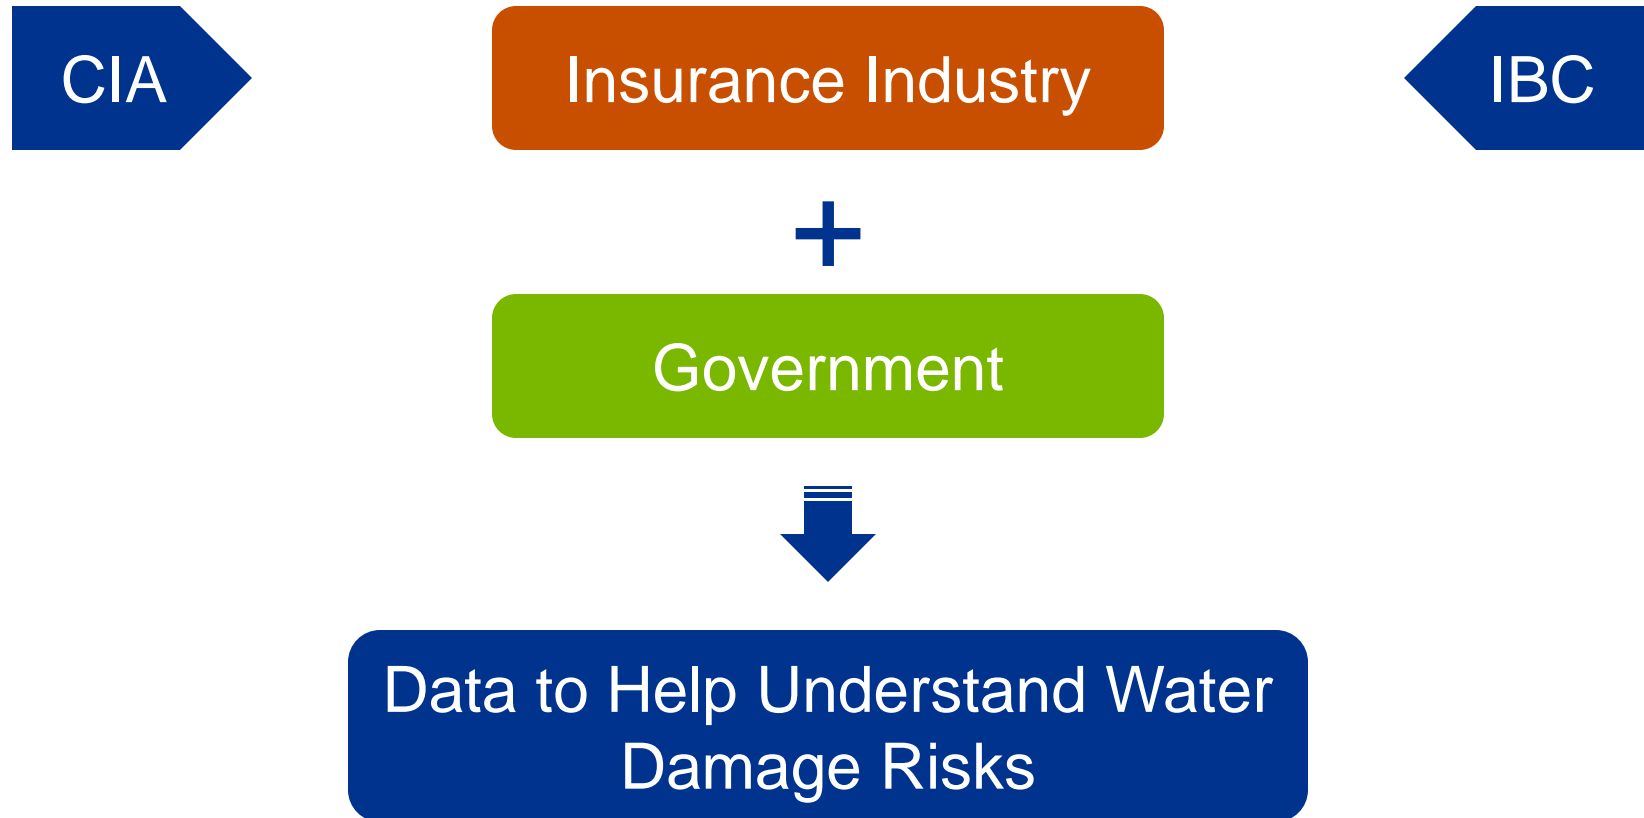 CIA
Insurance Industry
IBC
+
Government
Data to Help Understand Water
Damage Risks